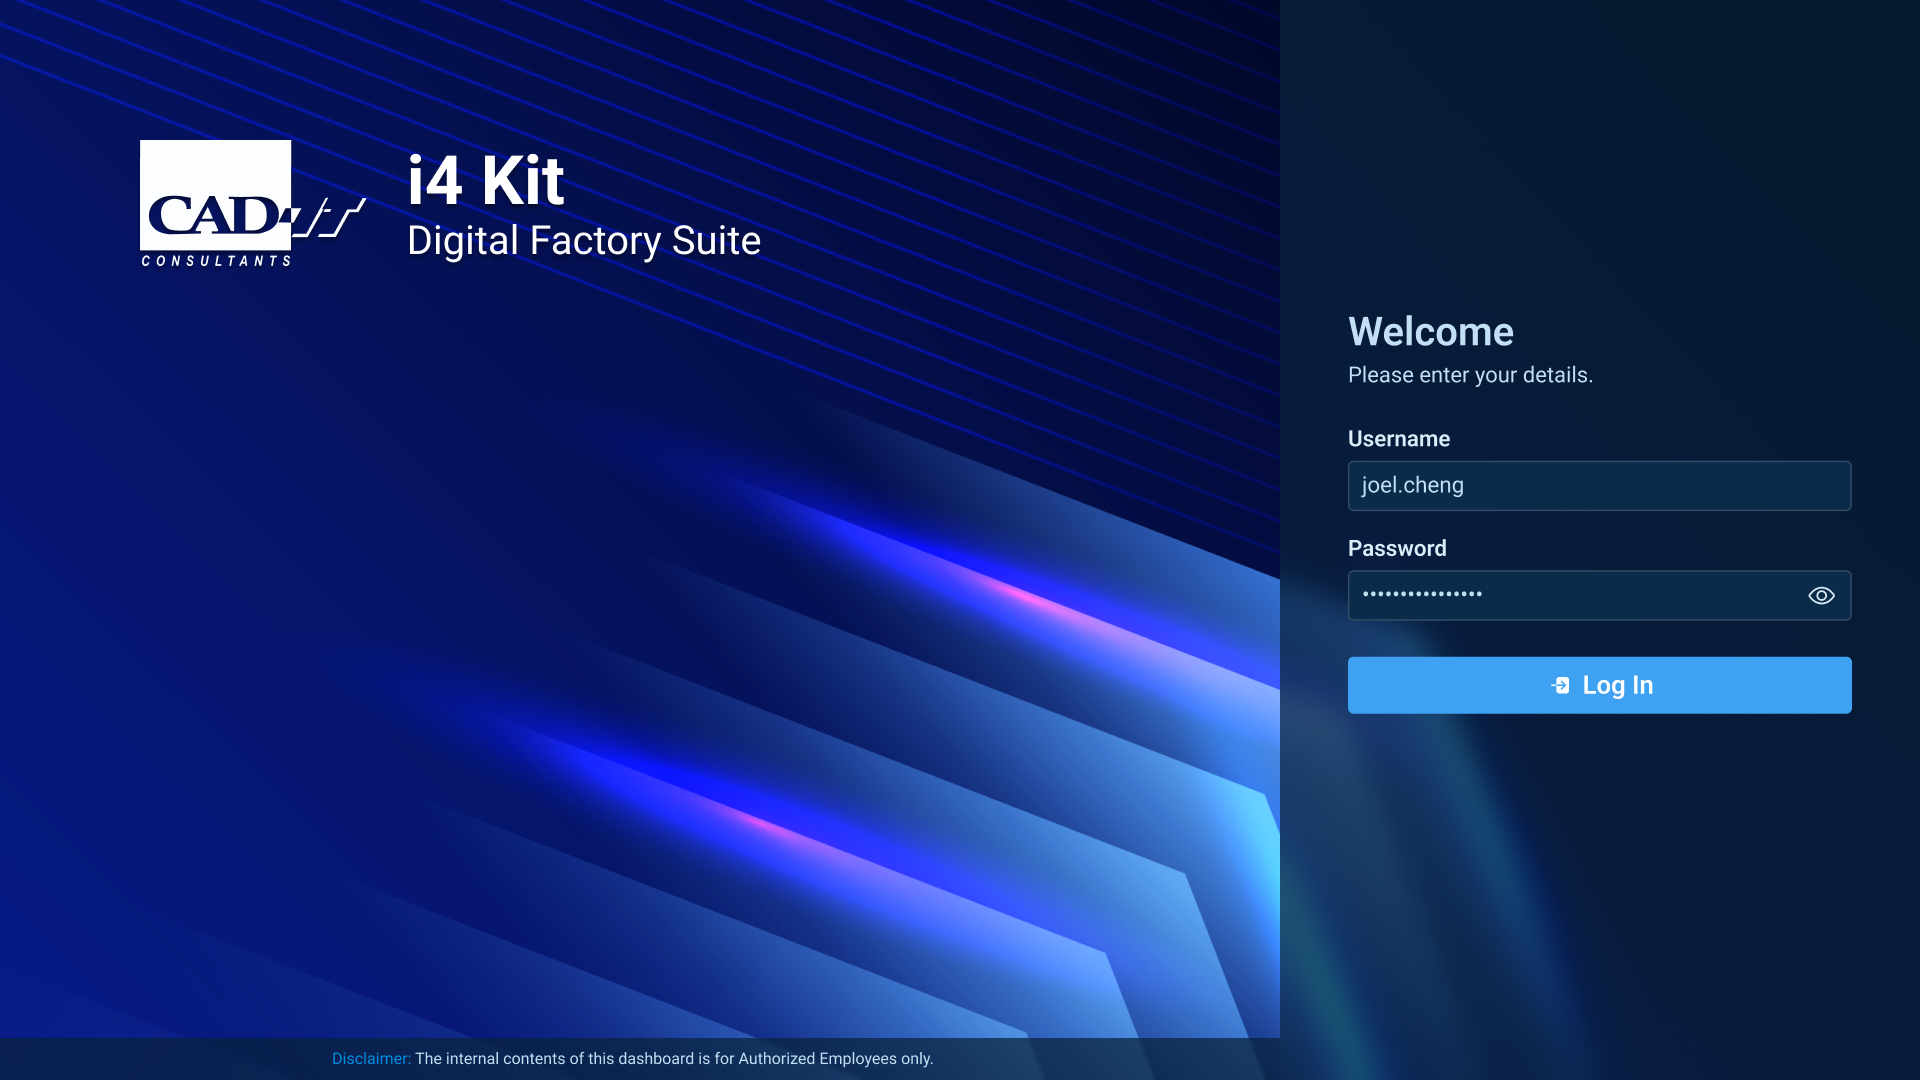 CAD
CONSULTANTS
i4 Kit
Digital Factory Suite
Welcome
Please enter your details.
Username
joel.cheng
Password
••••••••••••••••
Log In
Disclaimer: The internal contents of this dashboard is for Authorized Employees only.